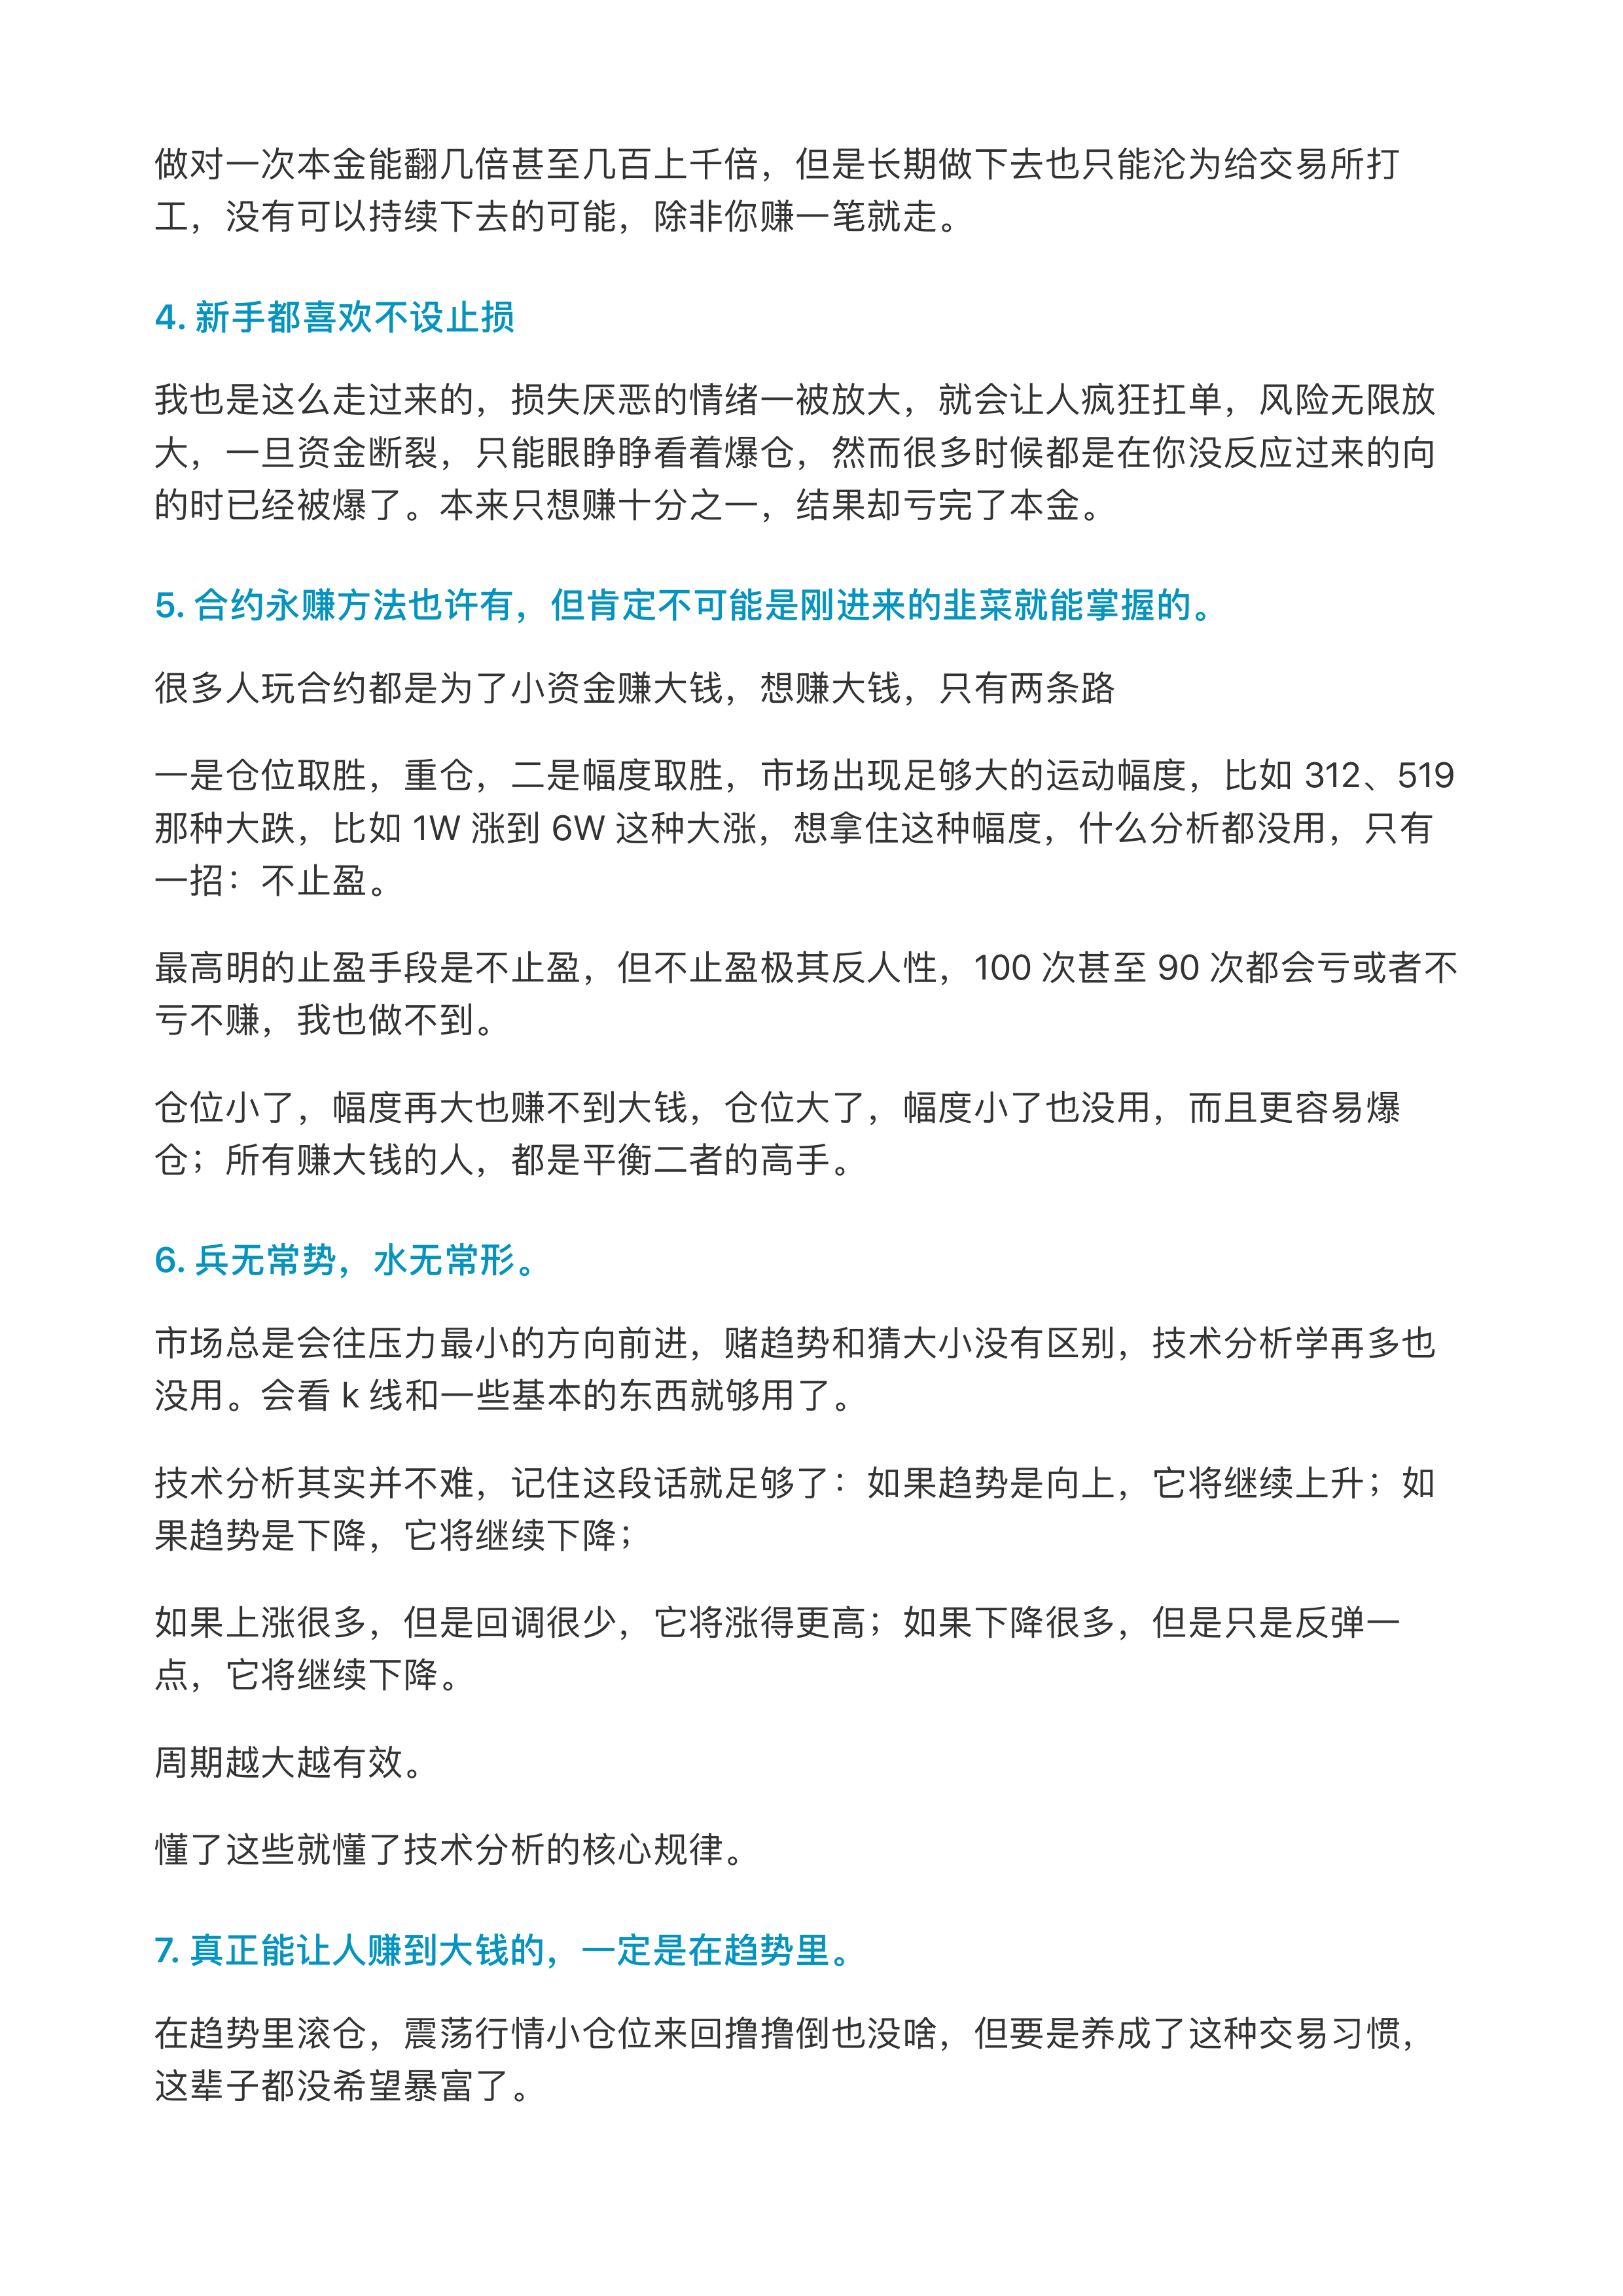 做对一次本金能翻几倍甚至几百上千倍，但是长期做下去也只能沦为给交易所打
工，没有可以持续下去的可能，除非你赚一笔就走。
4. 新手都喜欢不设止损
我也是这么走过来的，损失厌恶的情绪一被放大，就会让人疯狂扛单，风险无限放
大，一旦资金断裂，只能眼睁睁看着爆仓，然而很多时候都是在你没反应过来的向
的时已经被爆了。本来只想赚十分之一，结果却亏完了本金。
5. 合约永赚方法也许有，但肯定不可能是刚进来的韭菜就能掌握的。
很多人玩合约都是为了小资金赚大钱，想赚大钱，只有两条路
一是仓位取胜，重仓，二是幅度取胜，市场出现足够大的运动幅度，比如 312、519
那种大跌，比如 1W 涨到 6W 这种大涨，想拿住这种幅度，什么分析都没用，只有
一招：不止盈。
最高明的止盈手段是不止盈，但不止盈极其反人性，100 次甚至 90 次都会亏或者不
亏不赚，我也做不到。
仓位小了，幅度再大也赚不到大钱，仓位大了，幅度小了也没用，而且更容易爆
仓；所有赚大钱的人，都是平衡二者的高手。
6. 兵无常势，水无常形。
市场总是会往压力最小的方向前进，赌趋势和猜大小没有区别，技术分析学再多也
没用。会看 k 线和一些基本的东西就够用了。
技术分析其实并不难，记住这段话就足够了：如果趋势是向上，它将继续上升；如
果趋势是下降，它将继续下降；
如果上涨很多，但是回调很少，它将涨得更高；如果下降很多，但是只是反弹一
点，它将继续下降。
周期越大越有效。
懂了这些就懂了技术分析的核心规律。
7. 真正能让人赚到大钱的，一定是在趋势里。
在趋势里滚仓，震荡行情小仓位来回撸撸倒也没啥，但要是养成了这种交易习惯，
这辈子都没希望暴富了。